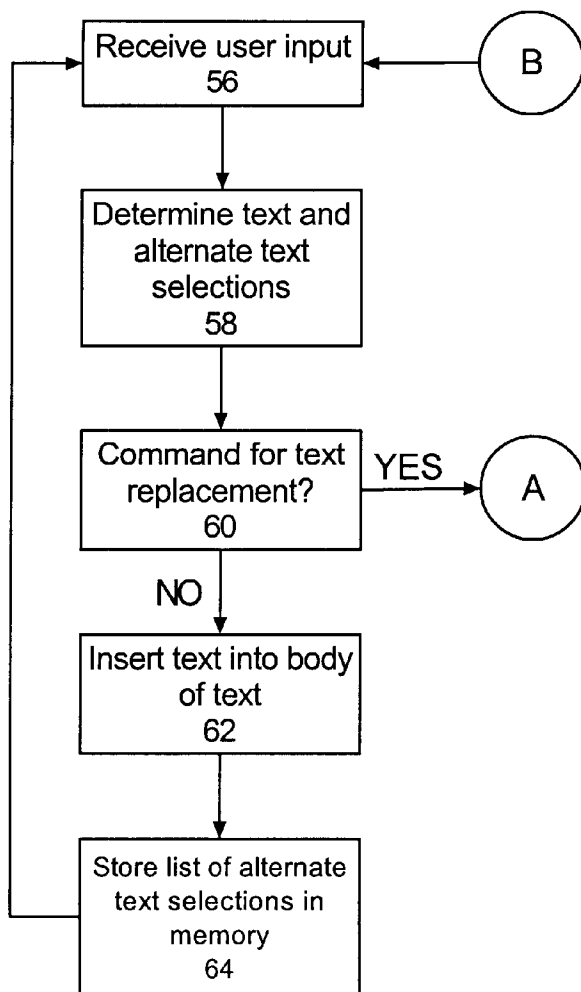 Receive user input
56
B
Determine text and
alternate text
selections
58
Command for text
replacement?
60
YES
A
NO
Insert text into body
of text
62
Store list of alternate
text selections in
memory
64